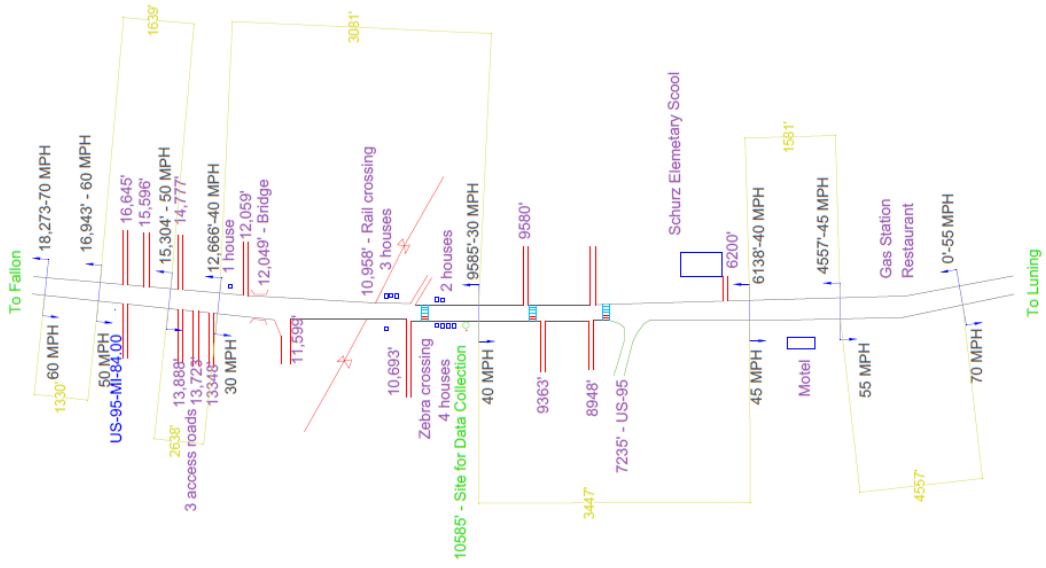 To Fallon
1639'
3081'
18,273-70 MPH
16,943' - 60 MPH
16,645'
15,596'
15,304' - 50 MPH
14,777'
12,666'-40 MPH
1 house
12,059'
12,049' - Bridge
10,958' - Rail crossing
3 houses
2 houses
9585'-30 MPH
9580'
Schurz Elemetary Scool
6200'
6138'-40 MPH
1581'
4557'-45 MPH
Gas Station
Restaurant
0'-55 MPH
To Luning
60 MPH
1330'
50 MPH
US-95-MI-84.00
2638'
13,888'
3 access roads
13,723'
13348'
30 MPH
11,599'
10,693'
Zebra crossing
4 houses
10585' - Site for Data Collection
40 MPH
9363'
8948'
7235' - US-95
3447'
45 MPH
Motel
55 MPH
4557'
70 MPH